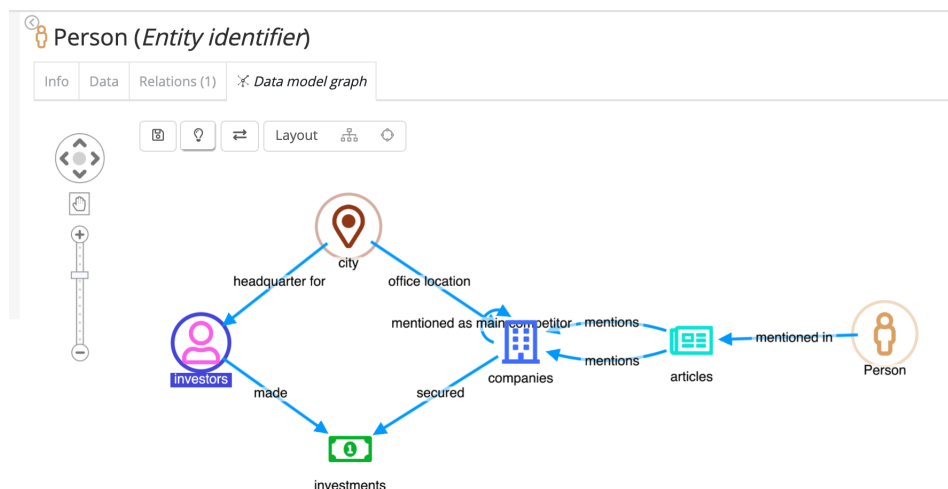 Person (Entity identifier)
Info
Data
Relations (1)
Data model graph
Layout
city
headquarter for
office location
mentioned as main competitor
mentions
mentioned in
mentions
investors
companies
articles
Person
made
secured
1
investments